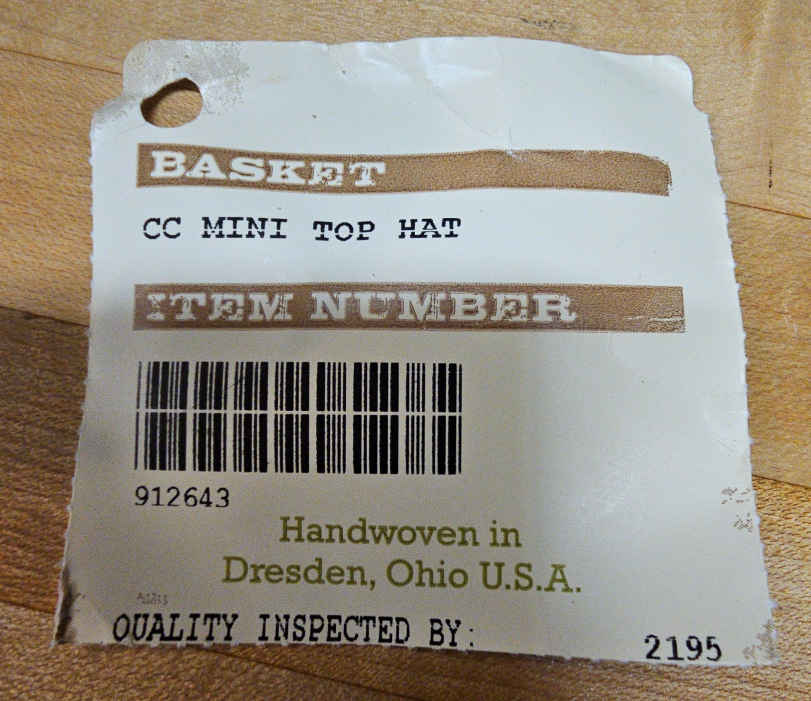 BASKET
CC MINI TOP HAT
ITEM NUMBER
912643
Handwoven in
Dresden, Ohio U.S.A.
QUALITY INSPECTED BY: 2195